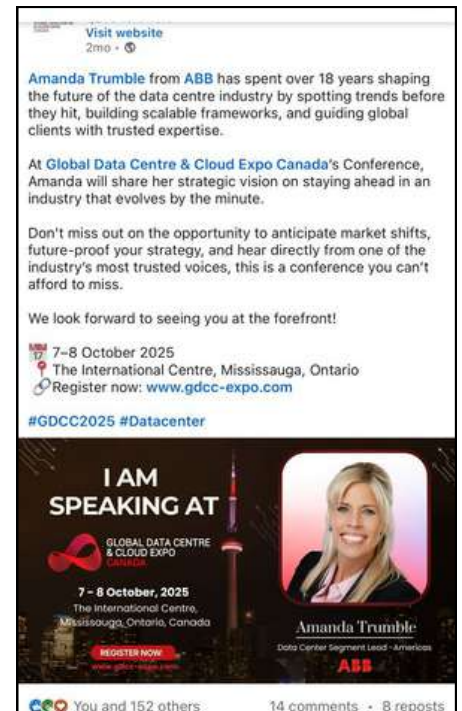 Visit website
2mo •
Amanda Trumble from ABB has spent over 18 years shaping
the future of the data centre industry by spotting trends before
they hit, building scalable frameworks, and guiding global
clients with trusted expertise.
At Global Data Centre & Cloud Expo Canada's Conference,
Amanda will share her strategic vision on staying ahead in an
industry that evolves by the minute.
Don't miss out on the opportunity to anticipate market shifts,
future-proof your strategy, and hear directly from one of the
industry's most trusted voices, this is a conference you can't
afford to miss.
We look forward to seeing you at the forefront!
17 7–8 October 2025
The International Centre, Mississauga, Ontario
Register now: www.gdcc-expo.com
#GDCC2025 #Datacenter
I AM
SPEAKING AT
GLOBAL DATA CENTRE
& CLOUD EXPO
CANADA
7 - 8 October, 2025
The International Centre,
Mississauga, Ontario, Canada
REGISTER NOW
www.gdcc-expo.com
Amanda Trumble
Data Center Segment Lead - Americas
ABB
You and 152 others
14 comments • 8 reposts